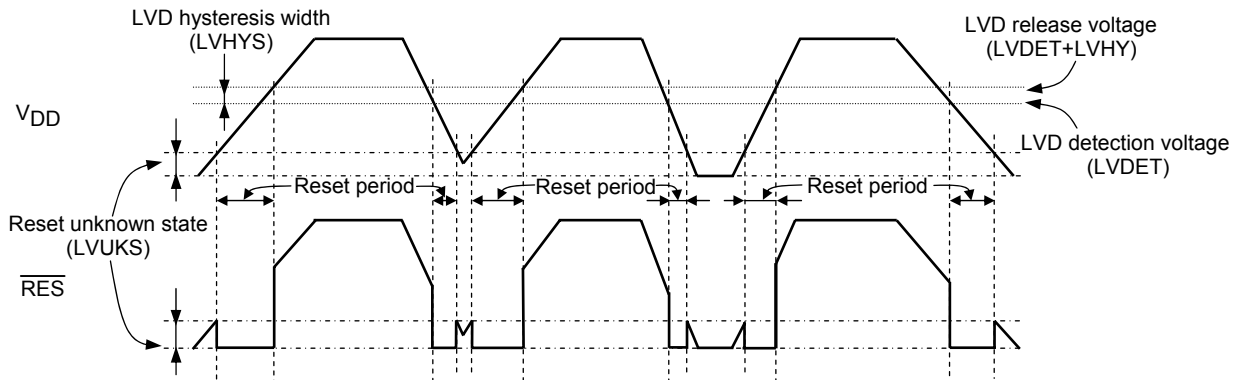 LVD hysteresis width
(LVHYS)
LVD release voltage
(LVDET+LVHY)
VDD
LVD detection voltage
(LVDET)
Reset period
Reset period
Reset period
Reset unknown state
(LVUKS)
RES